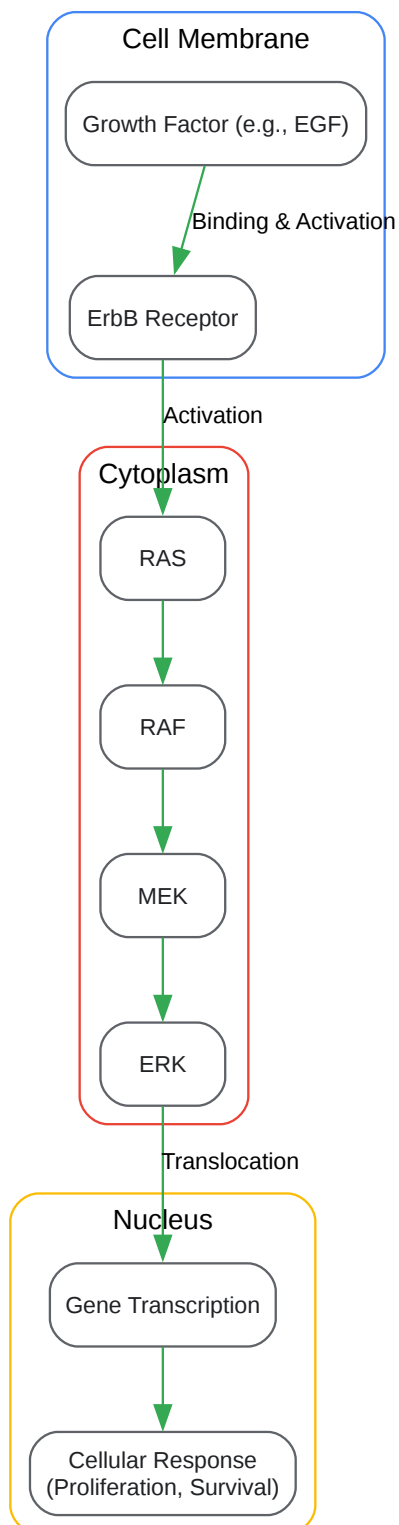 Cell Membrane
Growth Factor (e.g., EGF)
Binding & Activation
ErbB Receptor
Activation
Cytoplasm
RAS
RAF
MEK
ERK
Translocation
Nucleus
Gene Transcription
Cellular Response
(Proliferation, Survival)